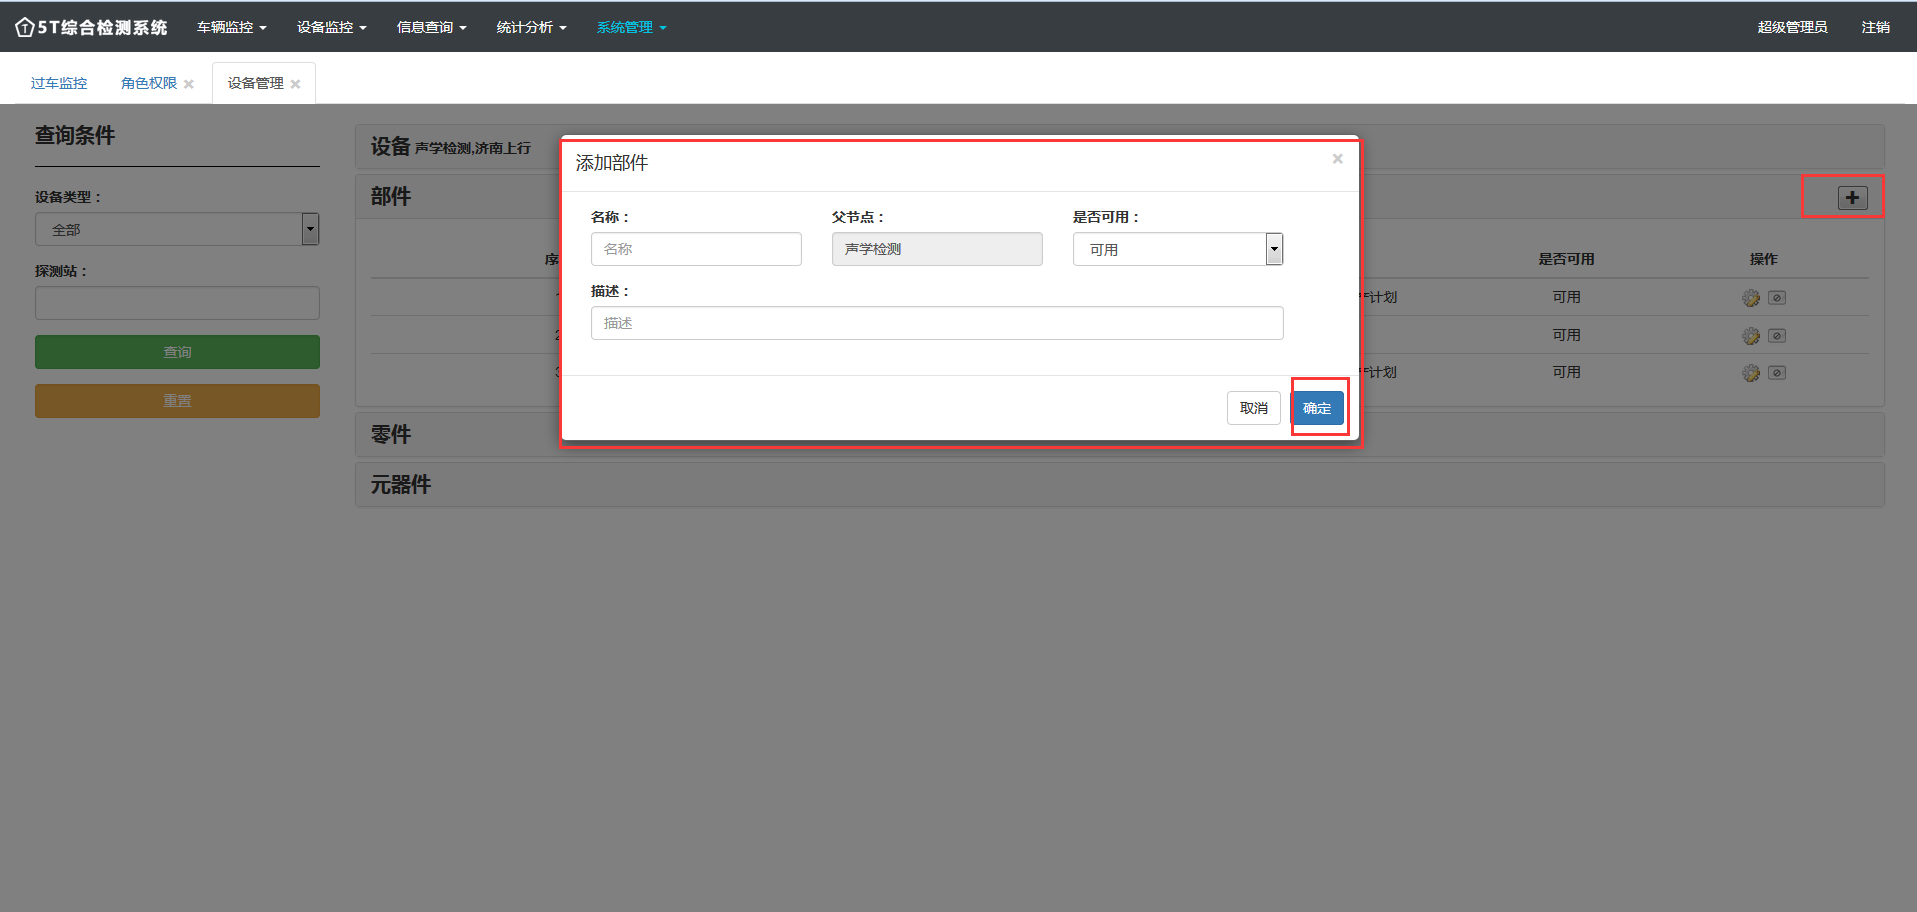 5T综合检测系统 车辆监控 设备监控 信息查询 统计分析 系统管理 超级管理员 注销
过车监控 角色权限 设备管理
查询条件
设备类型：
全部
探测站：
查询
重置
设备 声学检测,济南上行
部件
是否可用 操作
计划 可用
可用
计划 可用
零件
元器件
添加部件
名称： 父节点： 是否可用：
名称 声学检测 可用
描述：
描述
取消 确定